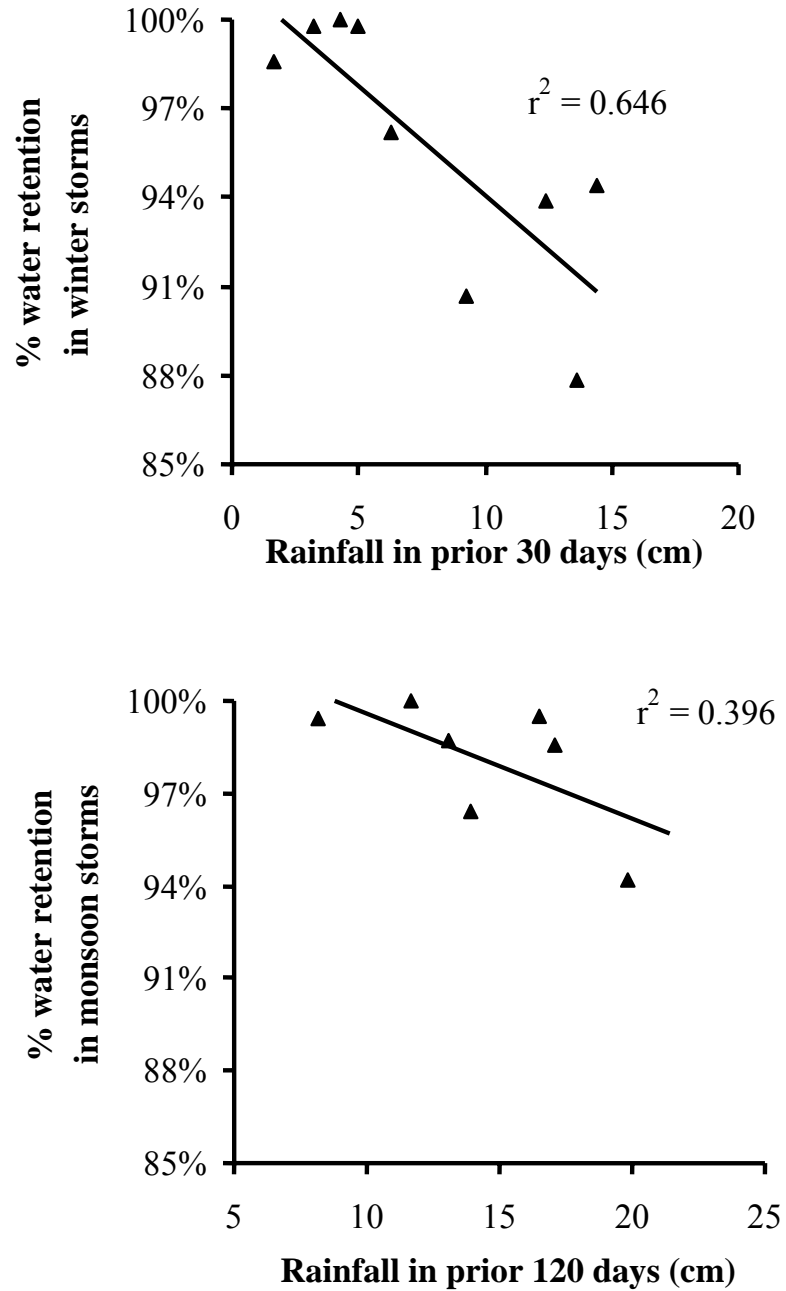 100%
97%
94%
91%
88%
85%
% water retention
in winter storms
r² = 0.646
0 5 10 15 20
Rainfall in prior 30 days (cm)
100%
97%
94%
91%
88%
85%
% water retention
in monsoon storms
r² = 0.396
5 10 15 20 25
Rainfall in prior 120 days (cm)